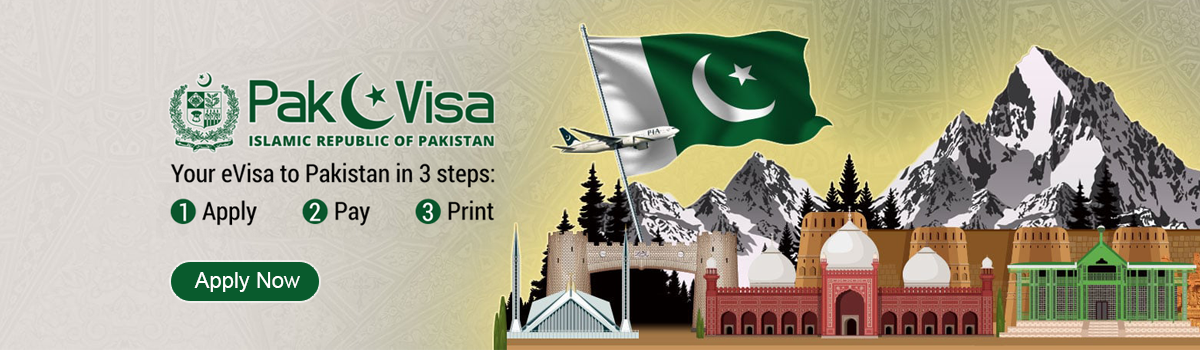 Pak Visa
ISLAMIC REPUBLIC OF PAKISTAN
Your eVisa to Pakistan in 3 steps:
1 Apply 2 Pay 3 Print
Apply Now
PIA